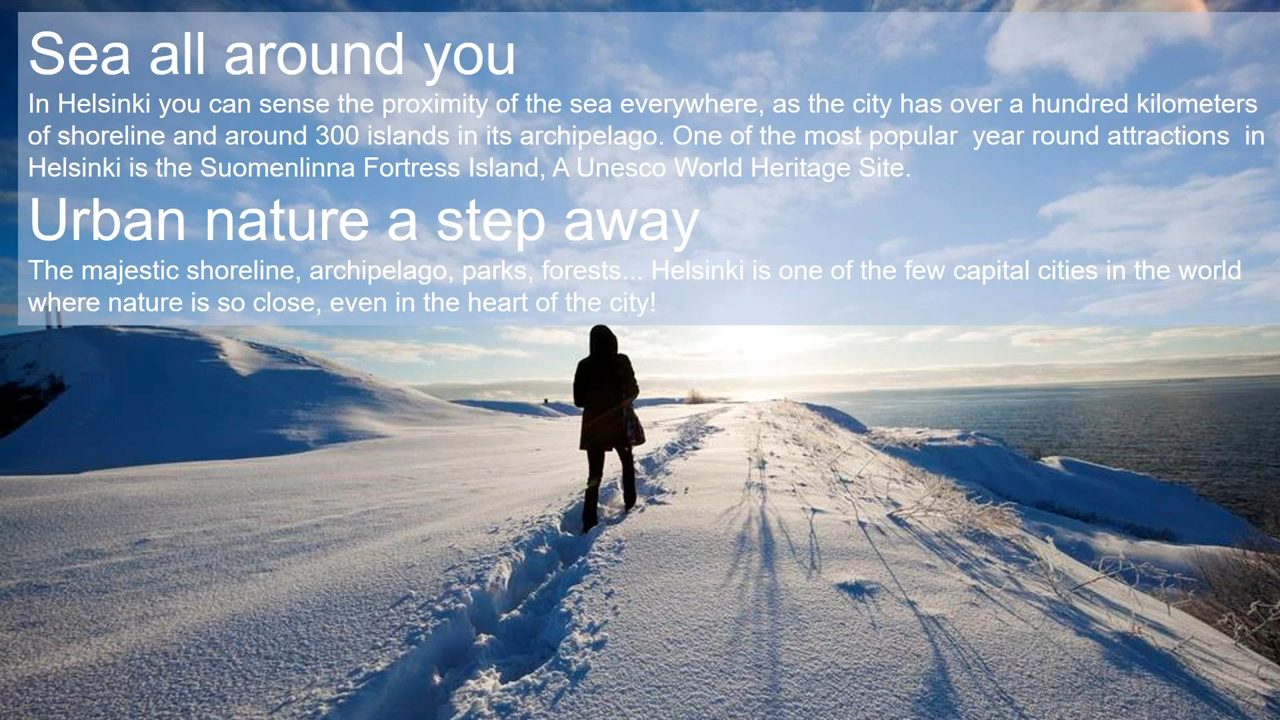 Sea all around you
In Helsinki you can sense the proximity of the sea everywhere, as the city has over a hundred kilometers
of shoreline and around 300 islands in its archipelago. One of the most popular  year round attractions  in
Helsinki is the Suomenlinna Fortress Island, A Unesco World Heritage Site.
Urban nature a step away
The majestic shoreline, archipelago, parks, forests... Helsinki is one of the few capital cities in the world
where nature is so close, even in the heart of the city!